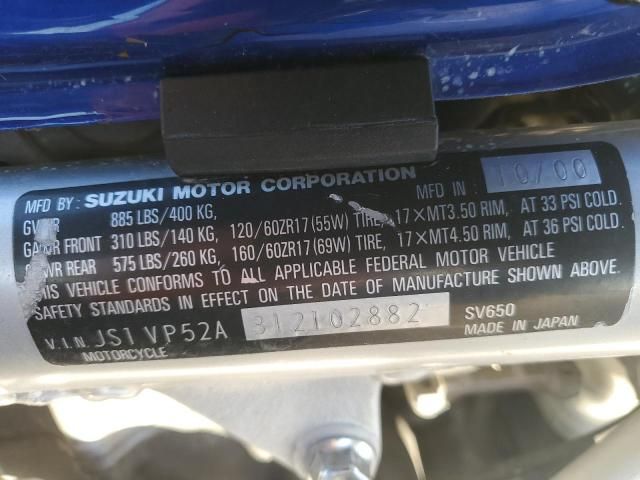 MFD BY: SUZUKI MOTOR CORPORATION MFD IN: 10/00
GVWR 885 LBS/400 KG,
GAWR FRONT 310 LBS/140 KG, 120/60ZR17 (55W) TIRE, 17×MT3.50 RIM, AT 33 PSI COLD.
GAWR REAR 575 LBS/260 KG, 160/60ZR17 (69W) TIRE, 17×MT4.50 RIM, AT 36 PSI COLD.
THIS VEHICLE CONFORMS TO ALL APPLICABLE FEDERAL MOTOR VEHICLE
SAFETY STANDARDS IN EFFECT ON THE DATE OF MANUFACTURE SHOWN ABOVE.
V.I.N. JS1VP52A 312102882 SV650
MOTORCYCLE MADE IN JAPAN